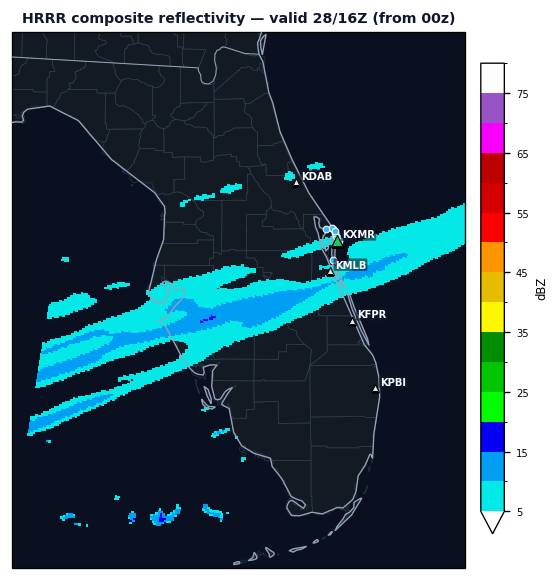 HRRR composite reflectivity — valid 28/16Z (from 00z)
KDAB
KXMR
KMLB
KFPR
KPBI
75
65
55
45
35
25
15
5
dBZ